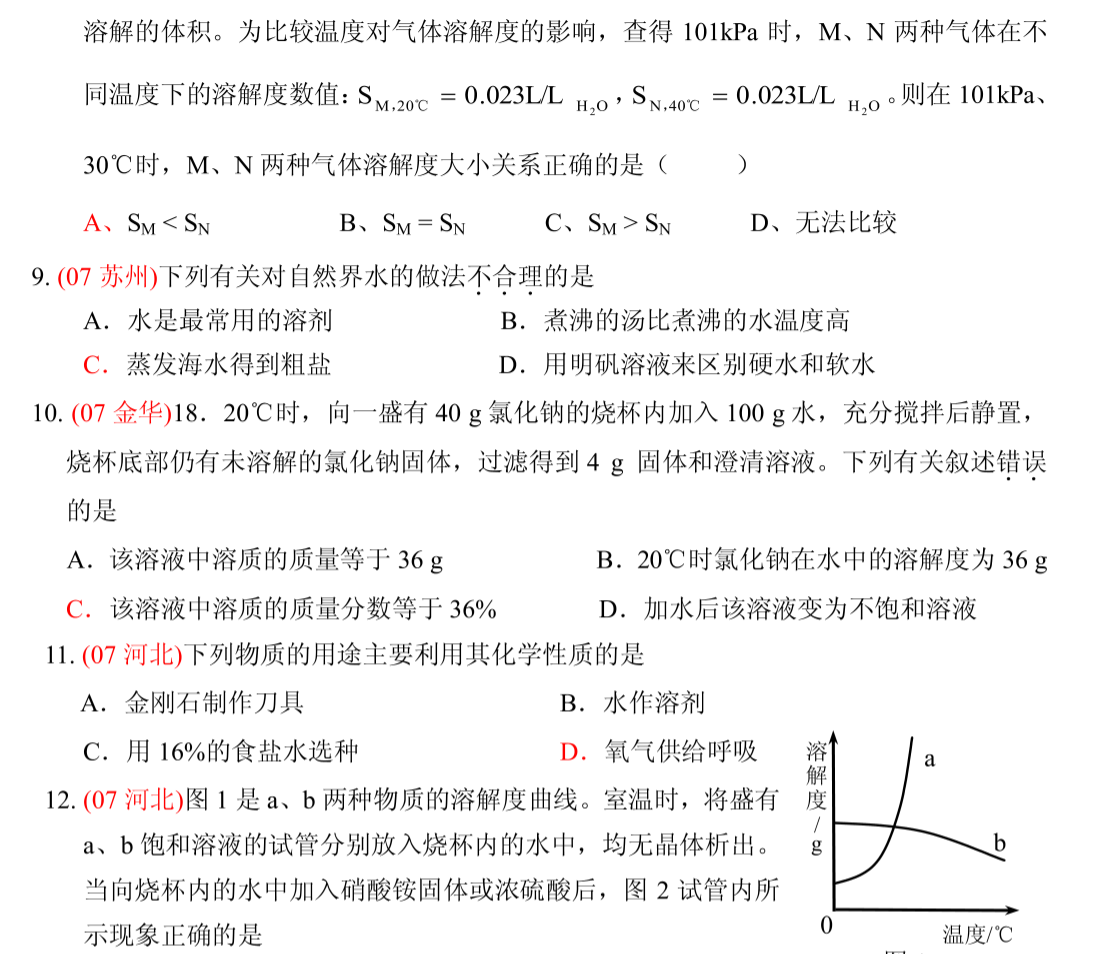 溶解的体积。为比较温度对气体溶解度的影响，查得 101kPa 时，M、N 两种气体在不
同温度下的溶解度数值：S M,20℃ = 0.023L/L H₂O，S N,40℃ = 0.023L/L H₂O。则在 101kPa、
30℃时，M、N 两种气体溶解度大小关系正确的是（　　）
A、SM < SN　B、SM = SN　C、SM > SN　D、无法比较
9. (07 苏州)下列有关对自然界水的做法不合理的是
A．水是最常用的溶剂　B．煮沸的汤比煮沸的水温度高
C．蒸发海水得到粗盐　D．用明矾溶液来区别硬水和软水
10. (07 金华)18．20℃时，向一盛有 40 g 氯化钠的烧杯内加入 100 g 水，充分搅拌后静置，
烧杯底部仍有未溶解的氯化钠固体，过滤得到 4 g 固体和澄清溶液。下列有关叙述错误
的是
A．该溶液中溶质的质量等于 36 g　B．20℃时氯化钠在水中的溶解度为 36 g
C．该溶液中溶质的质量分数等于 36%　D．加水后该溶液变为不饱和溶液
11. (07 河北)下列物质的用途主要利用其化学性质的是
A．金刚石制作刀具　B．水作溶剂
C．用 16%的食盐水选种　D．氧气供给呼吸
12. (07 河北)图 1 是 a、b 两种物质的溶解度曲线。室温时，将盛有
a、b 饱和溶液的试管分别放入烧杯内的水中，均无晶体析出。
当向烧杯内的水中加入硝酸铵固体或浓硫酸后，图 2 试管内所
示现象正确的是
溶解度/g
a
b
0
温度/℃